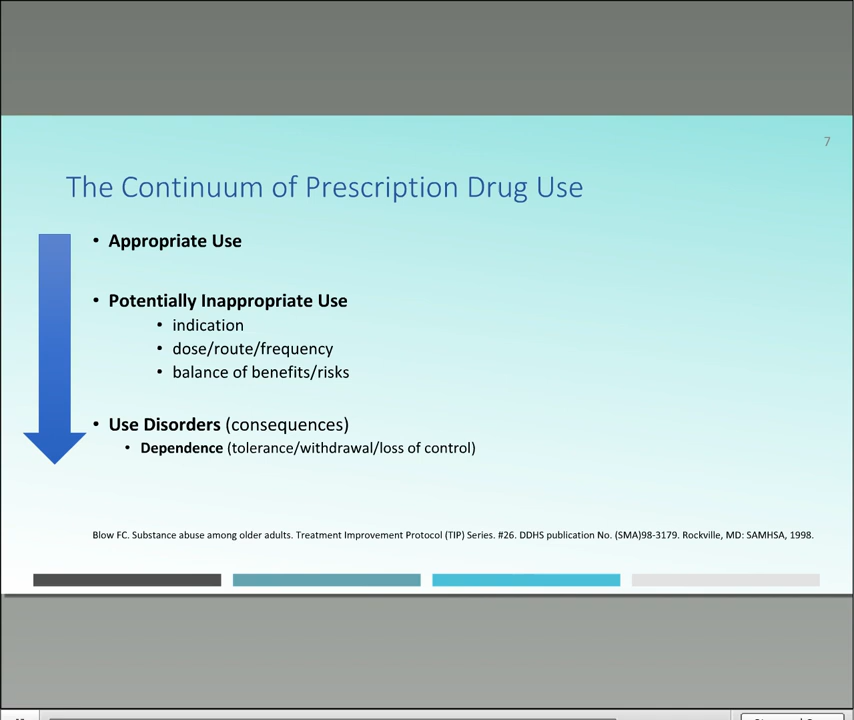 7
The Continuum of Prescription Drug Use
• Appropriate Use
• Potentially Inappropriate Use
• indication
• dose/route/frequency
• balance of benefits/risks
• Use Disorders (consequences)
• Dependence (tolerance/withdrawal/loss of control)
Blow FC. Substance abuse among older adults. Treatment Improvement Protocol (TIP) Series. #26. DDHS publication No. (SMA)98-3179. Rockville, MD: SAMHSA, 1998.